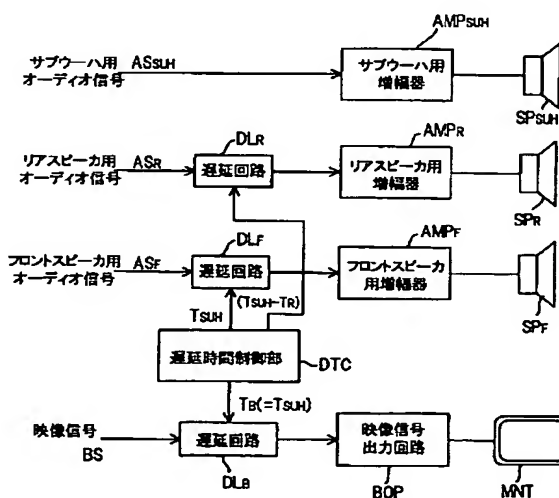 AMPSUH
サブウーハ用
オーディオ信号
ASSUH
サブウーハ用
増幅器
SPSUH
DLR
AMPR
リアスピーカ用
オーディオ信号
ASR
遅延回路
リアスピーカ用
増幅器
SPR
DLF
AMPF
フロントスピーカ用
オーディオ信号
ASF
遅延回路
フロントスピーカ
用増幅器
SPF
TSUH
(TSUH-TR)
遅延時間制御部
DTC
TB(=TSUH)
映像信号
BS
遅延回路
映像信号
出力回路
DLB
BOP
MNT